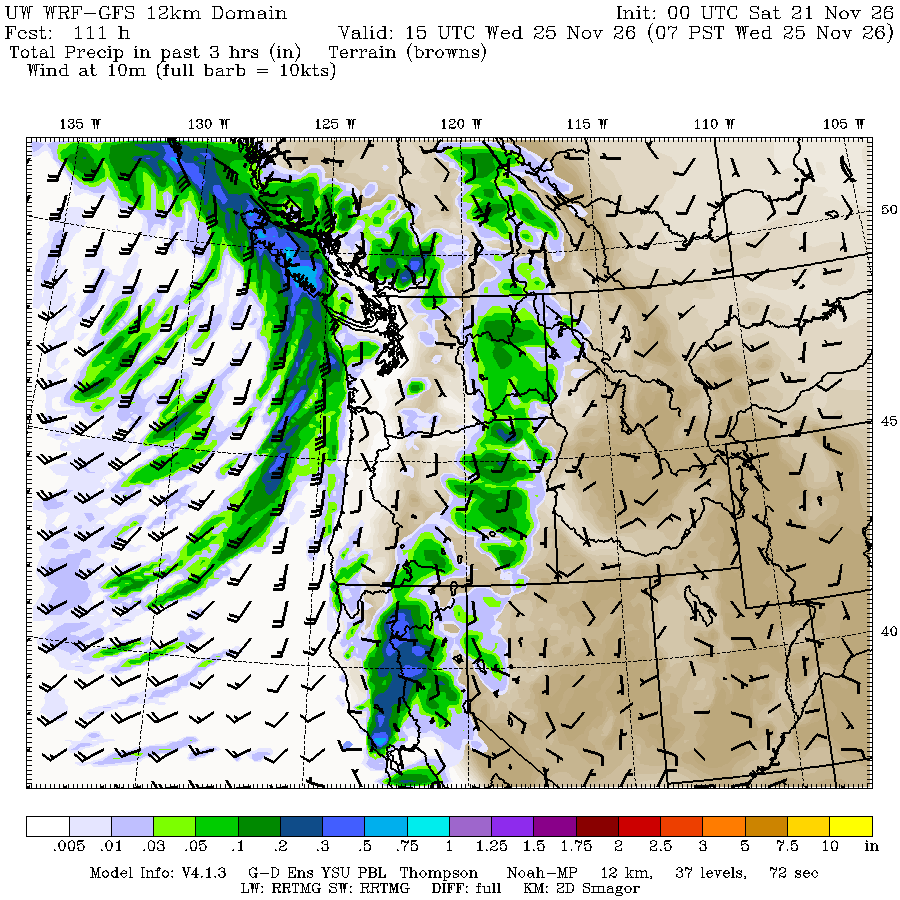 UW WRF-GFS 12km Domain Init: 00 UTC Sat 21 Nov 26
Fcst: 111 h Valid: 15 UTC Wed 25 Nov 26 (07 PST Wed 25 Nov 26)
Total Precip in past 3 hrs (in) Terrain (browns)
Wind at 10m (full barb = 10kts)
135 W 130 W 125 W 120 W 115 W 110 W 105 W
50
45
40
.005 .01 .03 .05 .1 .2 .3 .5 .75 1 1.25 1.5 1.75 2 2.5 3 5 7.5 10 in
Model Info: V4.1.3 G-D Ens YSU PBL Thompson Noah-MP 12 km, 37 levels, 72 sec
LW: RRTMG SW: RRTMG DIFF: full KM: 2D Smagor